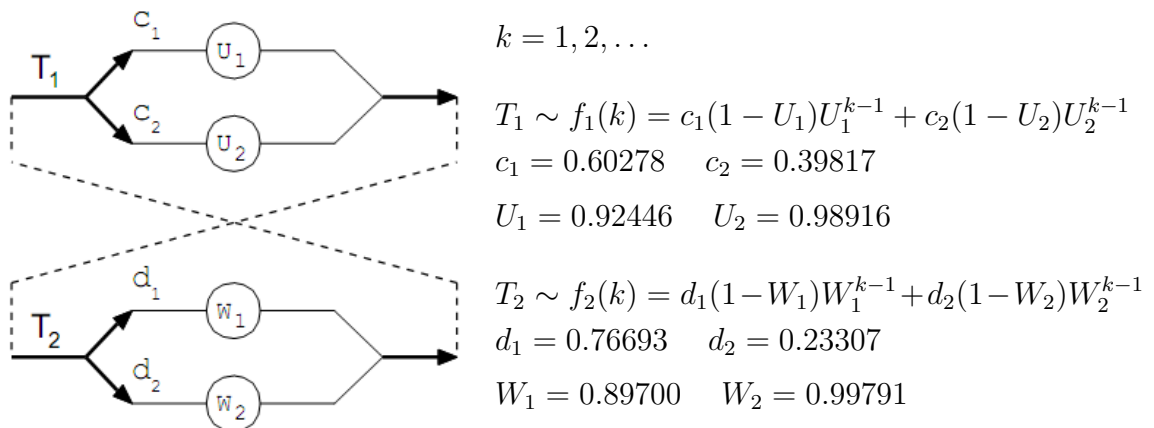 C₁
U₁
T₁
C₂
U₂
d₁
W₁
T₂
d₂
W₂
k = 1, 2, . . .
T₁ ∼ f₁(k) = c₁(1 − U₁)U₁^{k−1} + c₂(1 − U₂)U₂^{k−1}
c₁ = 0.60278 c₂ = 0.39817
U₁ = 0.92446 U₂ = 0.98916
T₂ ∼ f₂(k) = d₁(1−W₁)W₁^{k−1} + d₂(1−W₂)W₂^{k−1}
d₁ = 0.76693 d₂ = 0.23307
W₁ = 0.89700 W₂ = 0.99791